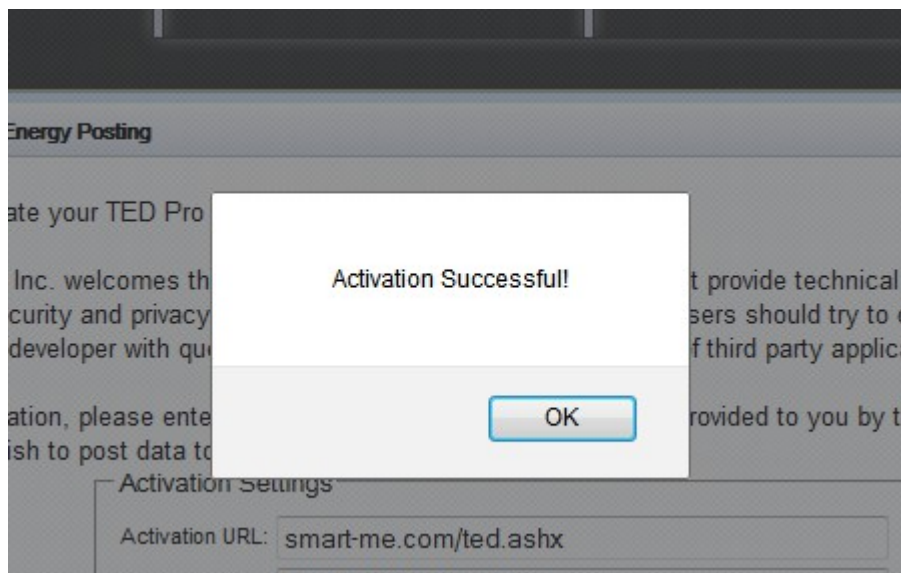 Energy Posting
ate your TED Pro
Inc. welcomes th
t provide technical
curity and privacy
sers should try to
developer with qu
f third party applic
Activation Successful!
OK
ation, please ente
rovided to you by t
ish to post data to
Activation Settings
Activation URL: smart-me.com/ted.ashx